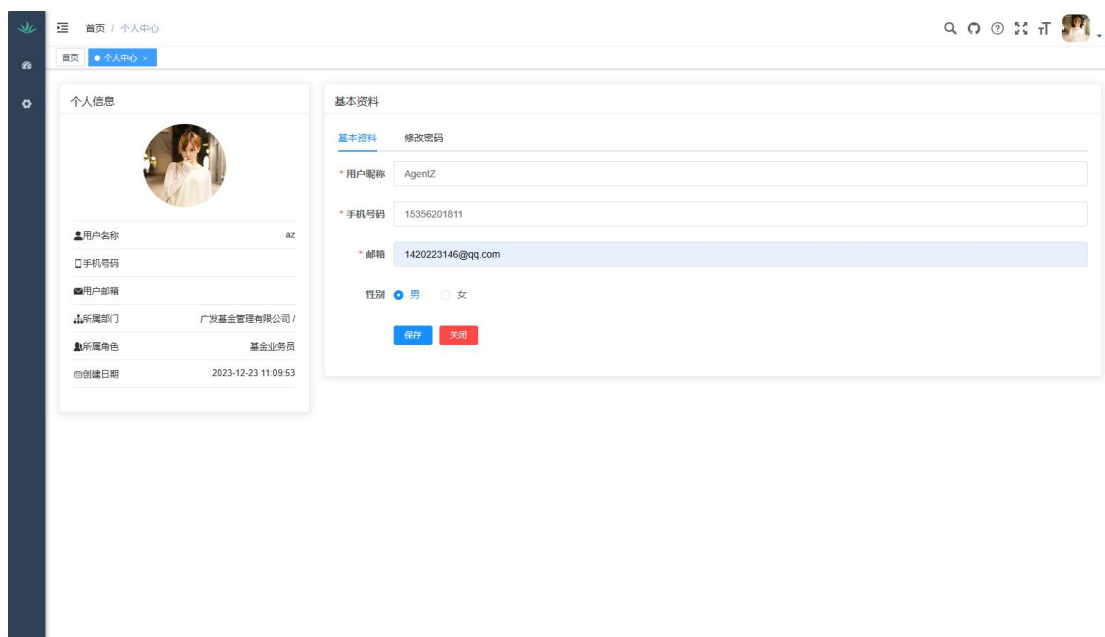 首页 / 个人中心
首页
个人中心 ×
个人信息
用户名称 az
手机号码
用户邮箱
所属部门 广发基金管理有限公司 /
所属角色 基金业务员
创建日期 2023-12-23 11:09:53
基本资料
基本资料 修改密码
* 用户昵称 AgentZ
* 手机号码 15356201811
* 邮箱 1420223146@qq.com
性别 男 女
保存 关闭